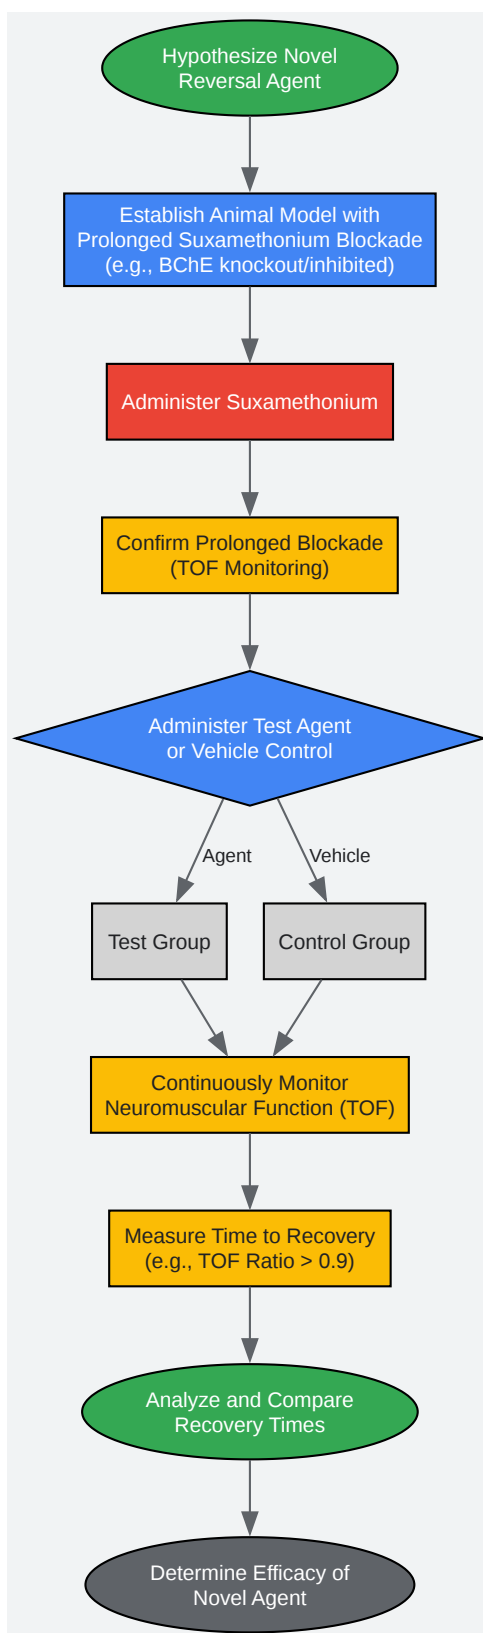 Hypothesize Novel
Reversal Agent
Establish Animal Model with
Prolonged Suxamethonium Blockade
(e.g., BChE knockout/inhibited)
Administer Suxamethonium
Confirm Prolonged Blockade
(TOF Monitoring)
Administer Test Agent
or Vehicle Control
Agent
Vehicle
Test Group
Control Group
Continuously Monitor
Neuromuscular Function (TOF)
Measure Time to Recovery
(e.g., TOF Ratio > 0.9)
Analyze and Compare
Recovery Times
Determine Efficacy of
Novel Agent